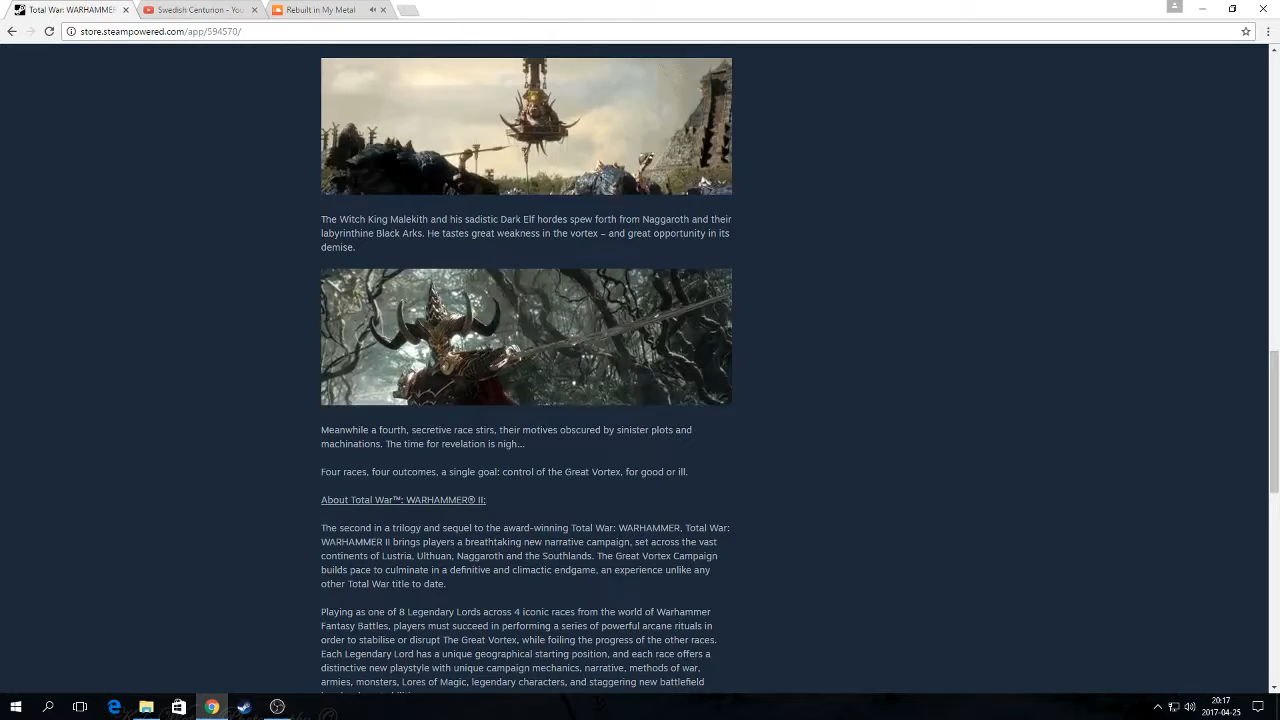 Total War: WARHAMMER
Swedish Centurion - You
Rebuilt in My Metal
store.steampowered.com/app/594570/
The Witch King Malekith and his sadistic Dark Elf hordes spew forth from Naggaroth and their
labyrinthine Black Arks. He tastes great weakness in the vortex – and great opportunity in its
demise.
Meanwhile a fourth, secretive race stirs, their motives obscured by sinister plots and
machinations. The time for revelation is nigh...
Four races, four outcomes, a single goal: control of the Great Vortex, for good or ill.
About Total War™: WARHAMMER® II:
The second in a trilogy and sequel to the award-winning Total War: WARHAMMER, Total War:
WARHAMMER II brings players a breathtaking new narrative campaign, set across the vast
continents of Lustria, Ulthuan, Naggaroth and the Southlands. The Great Vortex Campaign
builds pace to culminate in a definitive and climactic endgame, an experience unlike any
other Total War title to date.
Playing as one of 8 Legendary Lords across 4 iconic races from the world of Warhammer
Fantasy Battles, players must succeed in performing a series of powerful arcane rituals in
order to stabilise or disrupt The Great Vortex, while foiling the progress of the other races.
Each Legendary Lord has a unique geographical starting position, and each race offers a
distinctive new playstyle with unique campaign mechanics, narrative, methods of war,
armies, monsters, Lores of Magic, legendary characters, and staggering new battlefield
20:17
2017-04-25